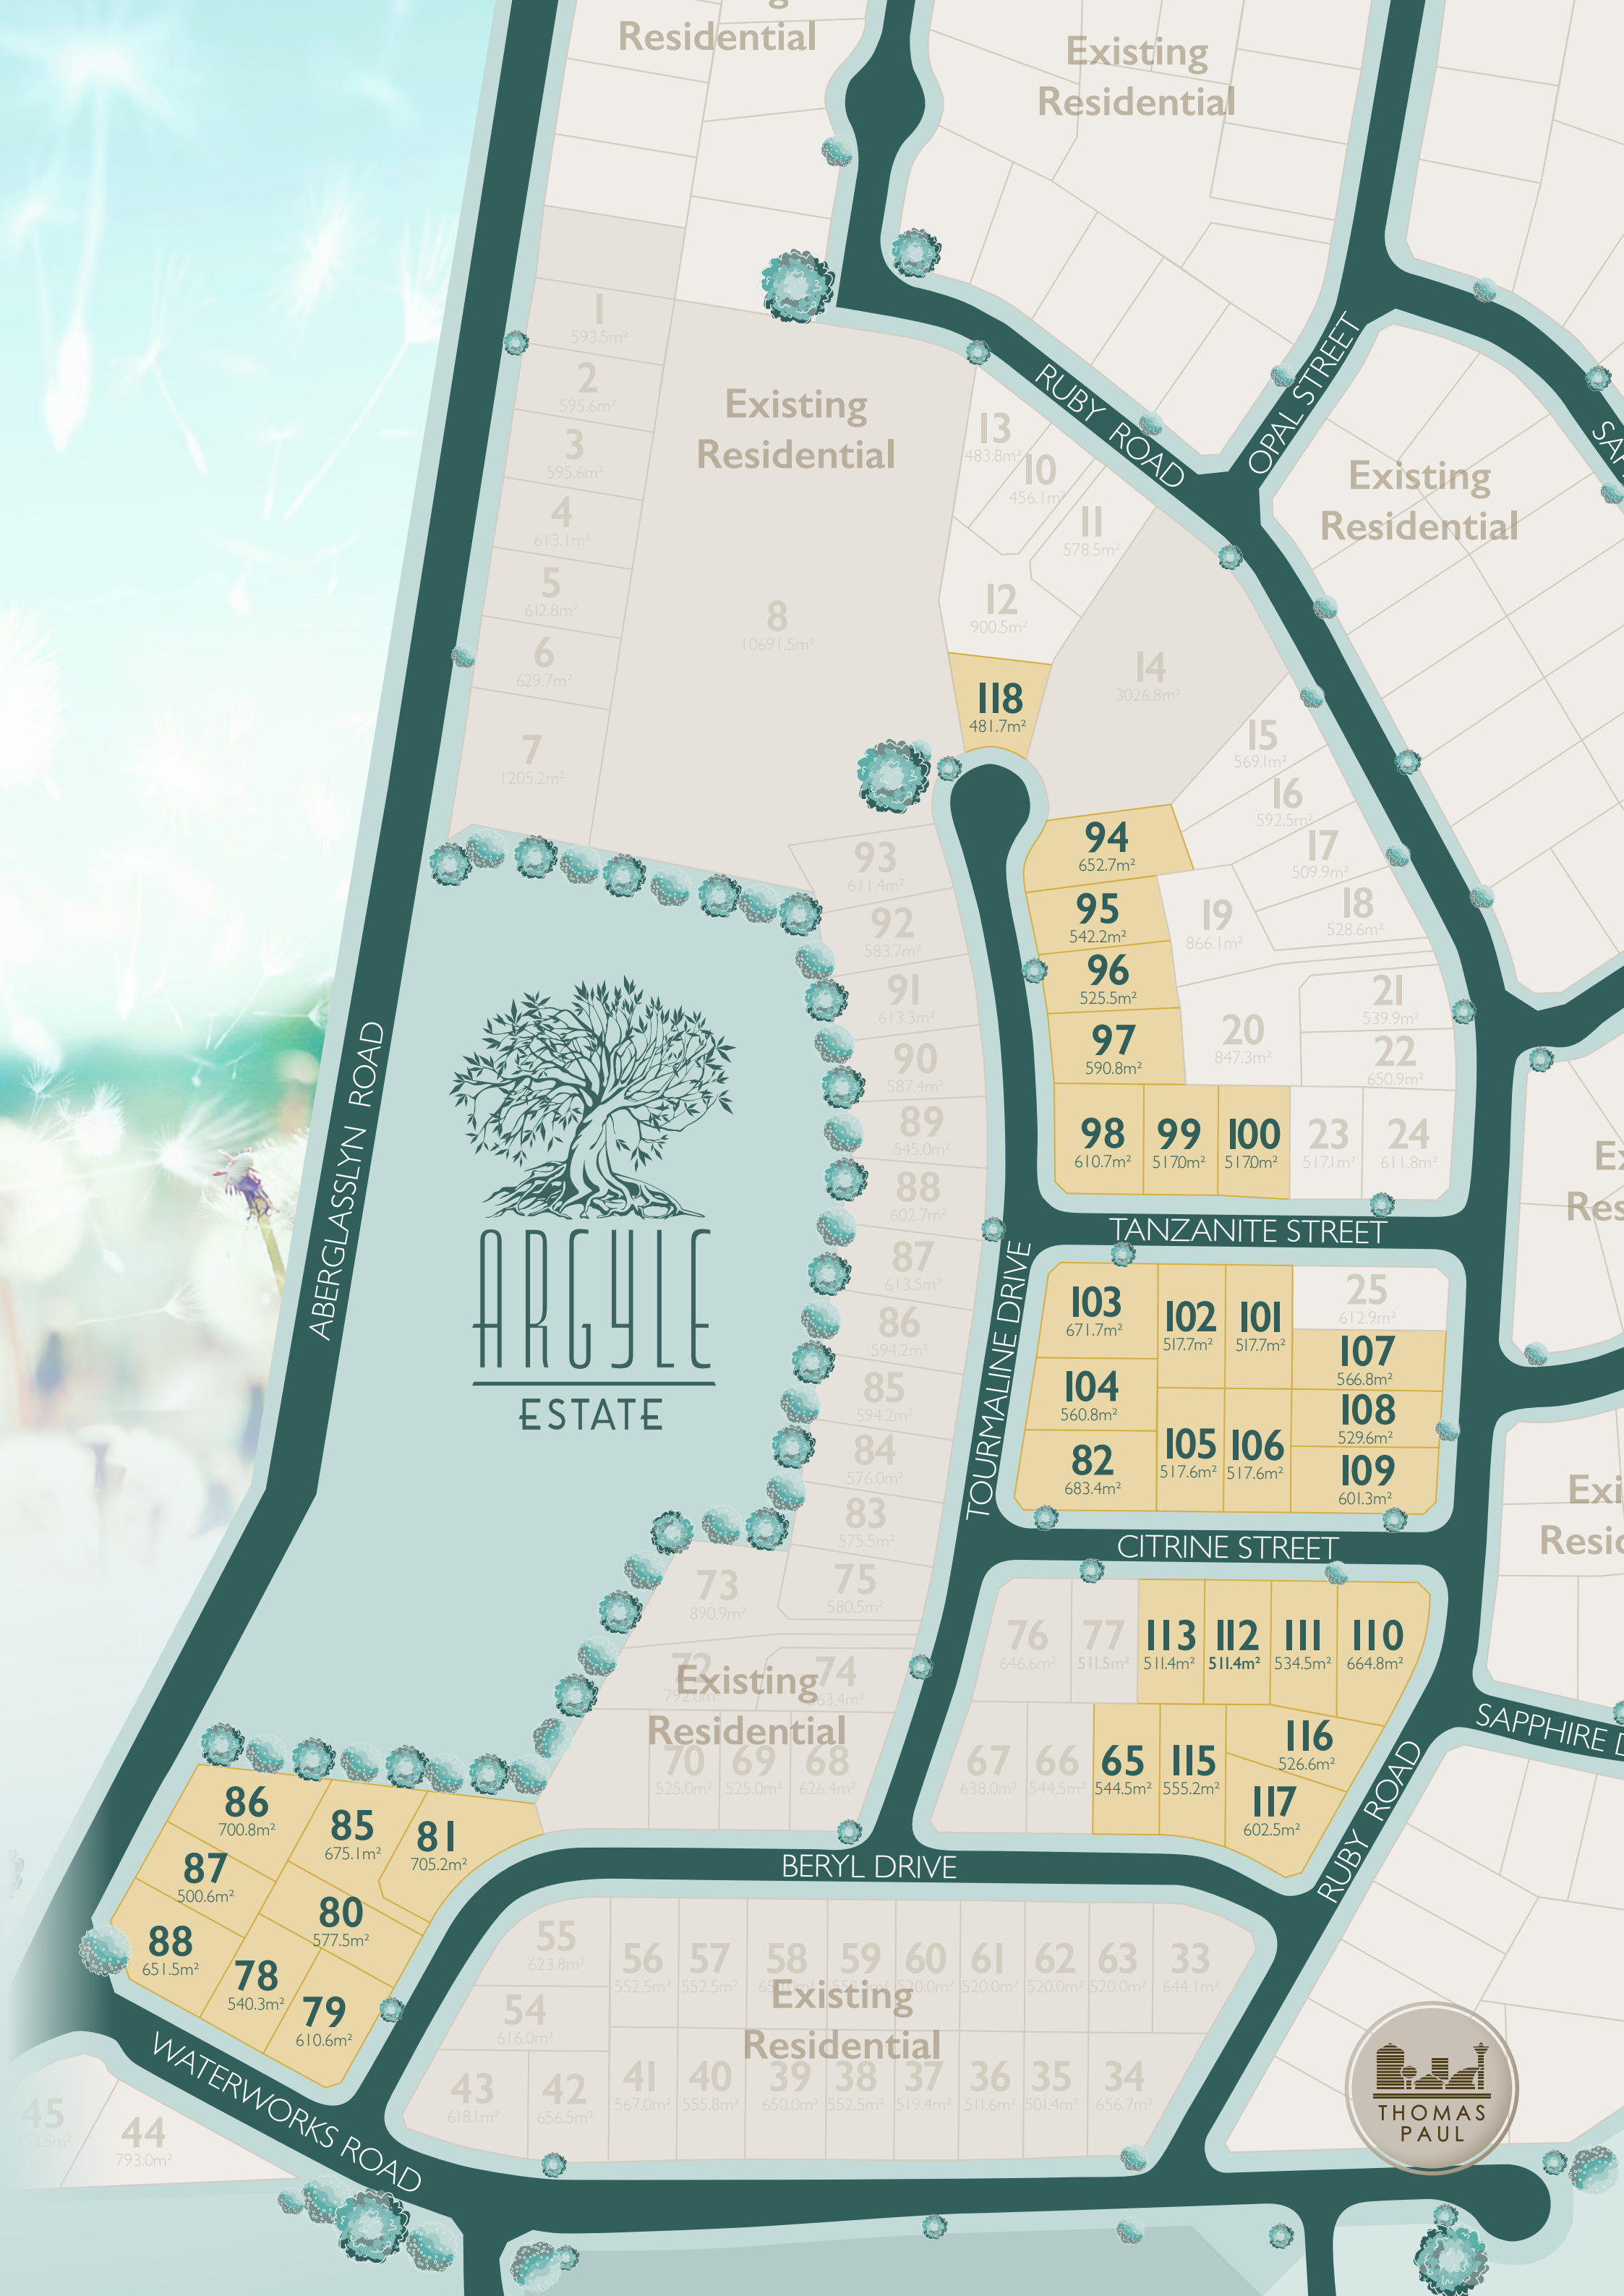 Residential
Existing
Residential
1
593.5m²
2
595.6m²
3
595.6m²
4
613.1m²
5
612.8m²
6
629.7m²
7
1205.2m²
Existing
Residential
8
10691.5m²
13
483.8m²
10
456.1m²
11
578.5m²
12
900.5m²
RUBY ROAD
OPAL STREET
Existing
Residential
118
481.7m²
14
3026.8m²
15
569.1m²
16
592.5m²
17
509.9m²
18
528.6m²
19
866.1m²
20
847.3m²
21
539.9m²
22
650.9m²
23
517.1m²
24
611.8m²
94
652.7m²
95
542.2m²
96
525.5m²
97
590.8m²
98
610.7m²
99
517.0m²
100
517.0m²
93
611.4m²
92
583.7m²
91
613.3m²
90
587.4m²
89
545.0m²
88
602.7m²
87
613.5m²
86
594.2m²
85
594.2m²
84
576.0m²
83
575.5m²
75
580.5m²
73
890.9m²
72
74
ABERGLASSLYN ROAD
ARGYLE
ESTATE
TANZANITE STREET
TOURMALINE DRIVE
103
671.7m²
102
517.7m²
101
517.7m²
25
612.9m²
107
566.8m²
104
560.8m²
108
529.6m²
82
683.4m²
105
517.6m²
106
517.6m²
109
601.3m²
CITRINE STREET
76
646.6m²
77
511.5m²
113
511.4m²
112
511.4m²
111
534.5m²
110
664.8m²
67
638.0m²
66
544.5m²
65
544.5m²
115
555.2m²
116
526.6m²
117
602.5m²
SAPPHIRE D
RUBY ROAD
Existing
Residential
70
525.0m²
69
525.0m²
68
626.4m²
BERYL DRIVE
86
700.8m²
85
675.1m²
81
705.2m²
87
500.6m²
80
577.5m²
88
651.5m²
78
540.3m²
79
610.6m²
WATERWORKS ROAD
45
44
793.0m²
55
623.8m²
54
616.0m²
43
618.1m²
42
656.5m²
56
552.5m²
57
552.5m²
58
59
60
520.0m²
61
520.0m²
62
520.0m²
63
520.0m²
33
644.1m²
Existing
Residential
41
567.0m²
40
555.8m²
39
650.0m²
38
552.5m²
37
519.4m²
36
511.6m²
35
501.4m²
34
656.7m²
THOMAS
PAUL